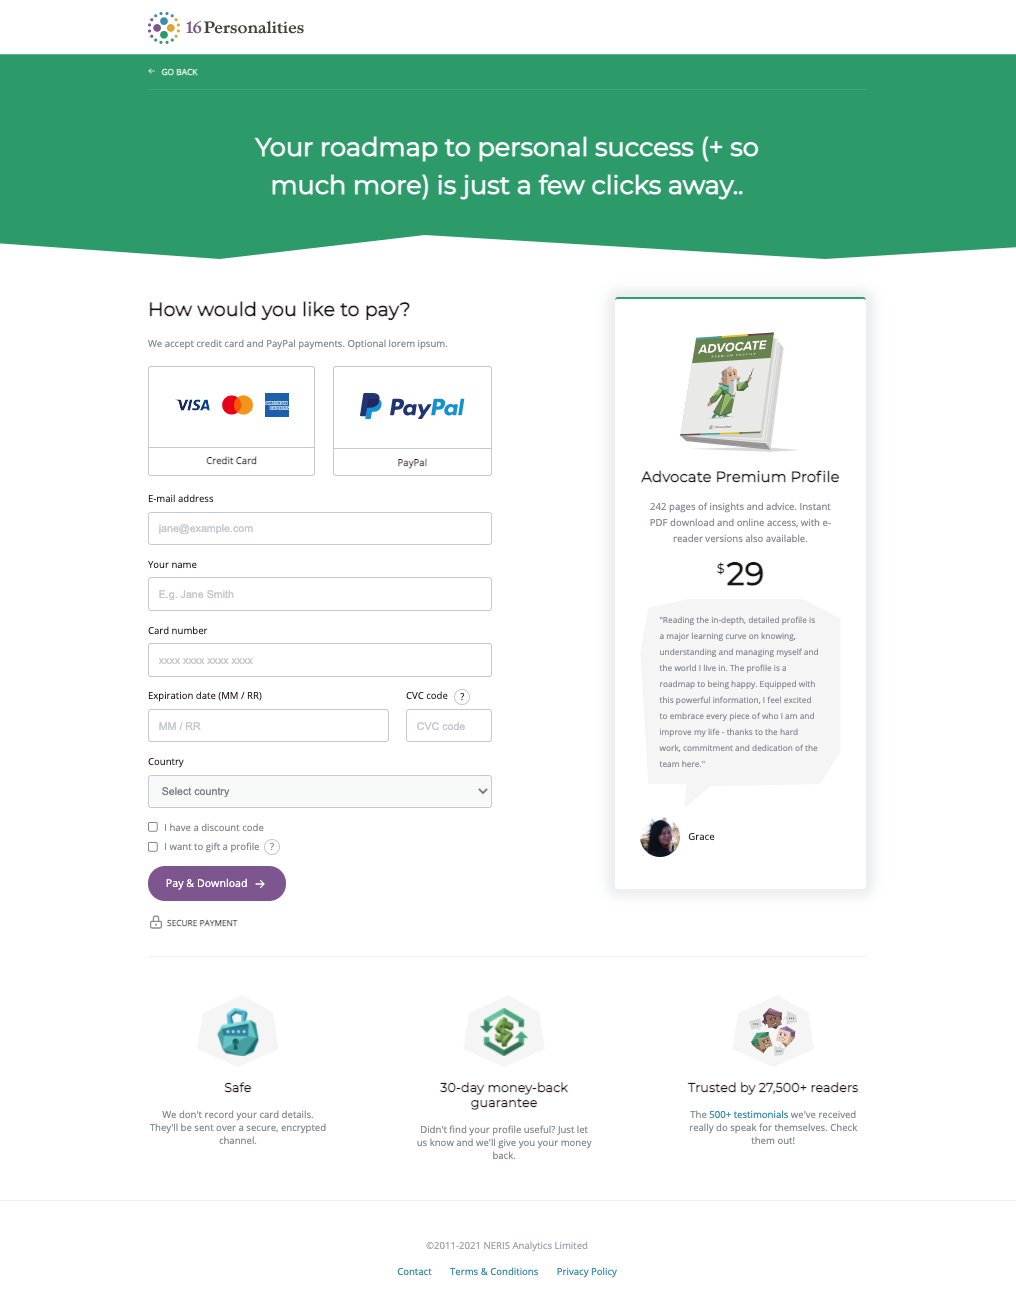 16Personalities
← GO BACK
Your roadmap to personal success (+ so
much more) is just a few clicks away..
How would you like to pay?
We accept credit card and PayPal payments. Optional lorem ipsum.
VISA
AMERICAN EXPRESS
PayPal
Credit Card
PayPal
E-mail address
jane@example.com
Your name
E.g. Jane Smith
Card number
xxxx xxxx xxxx xxxx
Expiration date (MM / RR)
CVC code ?
MM / RR
CVC code
Country
Select country
I have a discount code
I want to gift a profile ?
Pay & Download →
SECURE PAYMENT
ADVOCATE
PREMIUM PROFILE
Advocate Premium Profile
242 pages of insights and advice. Instant
PDF download and online access, with e-
reader versions also available.
$29
"Reading the in-depth, detailed profile is
a major learning curve on knowing,
understanding and managing myself and
the world I live in. The profile is a
roadmap to being happy. Equipped with
this powerful information, I feel excited
to embrace every piece of who I am and
improve my life - thanks to the hard
work, commitment and dedication of the
team here."
Grace
Safe
We don't record your card details.
They'll be sent over a secure, encrypted
channel.
30-day money-back
guarantee
Didn't find your profile useful? Just let
us know and we'll give you your money
back.
Trusted by 27,500+ readers
The 500+ testimonials we've received
really do speak for themselves. Check
them out!
©2011-2021 NERIS Analytics Limited
Contact
Terms & Conditions
Privacy Policy